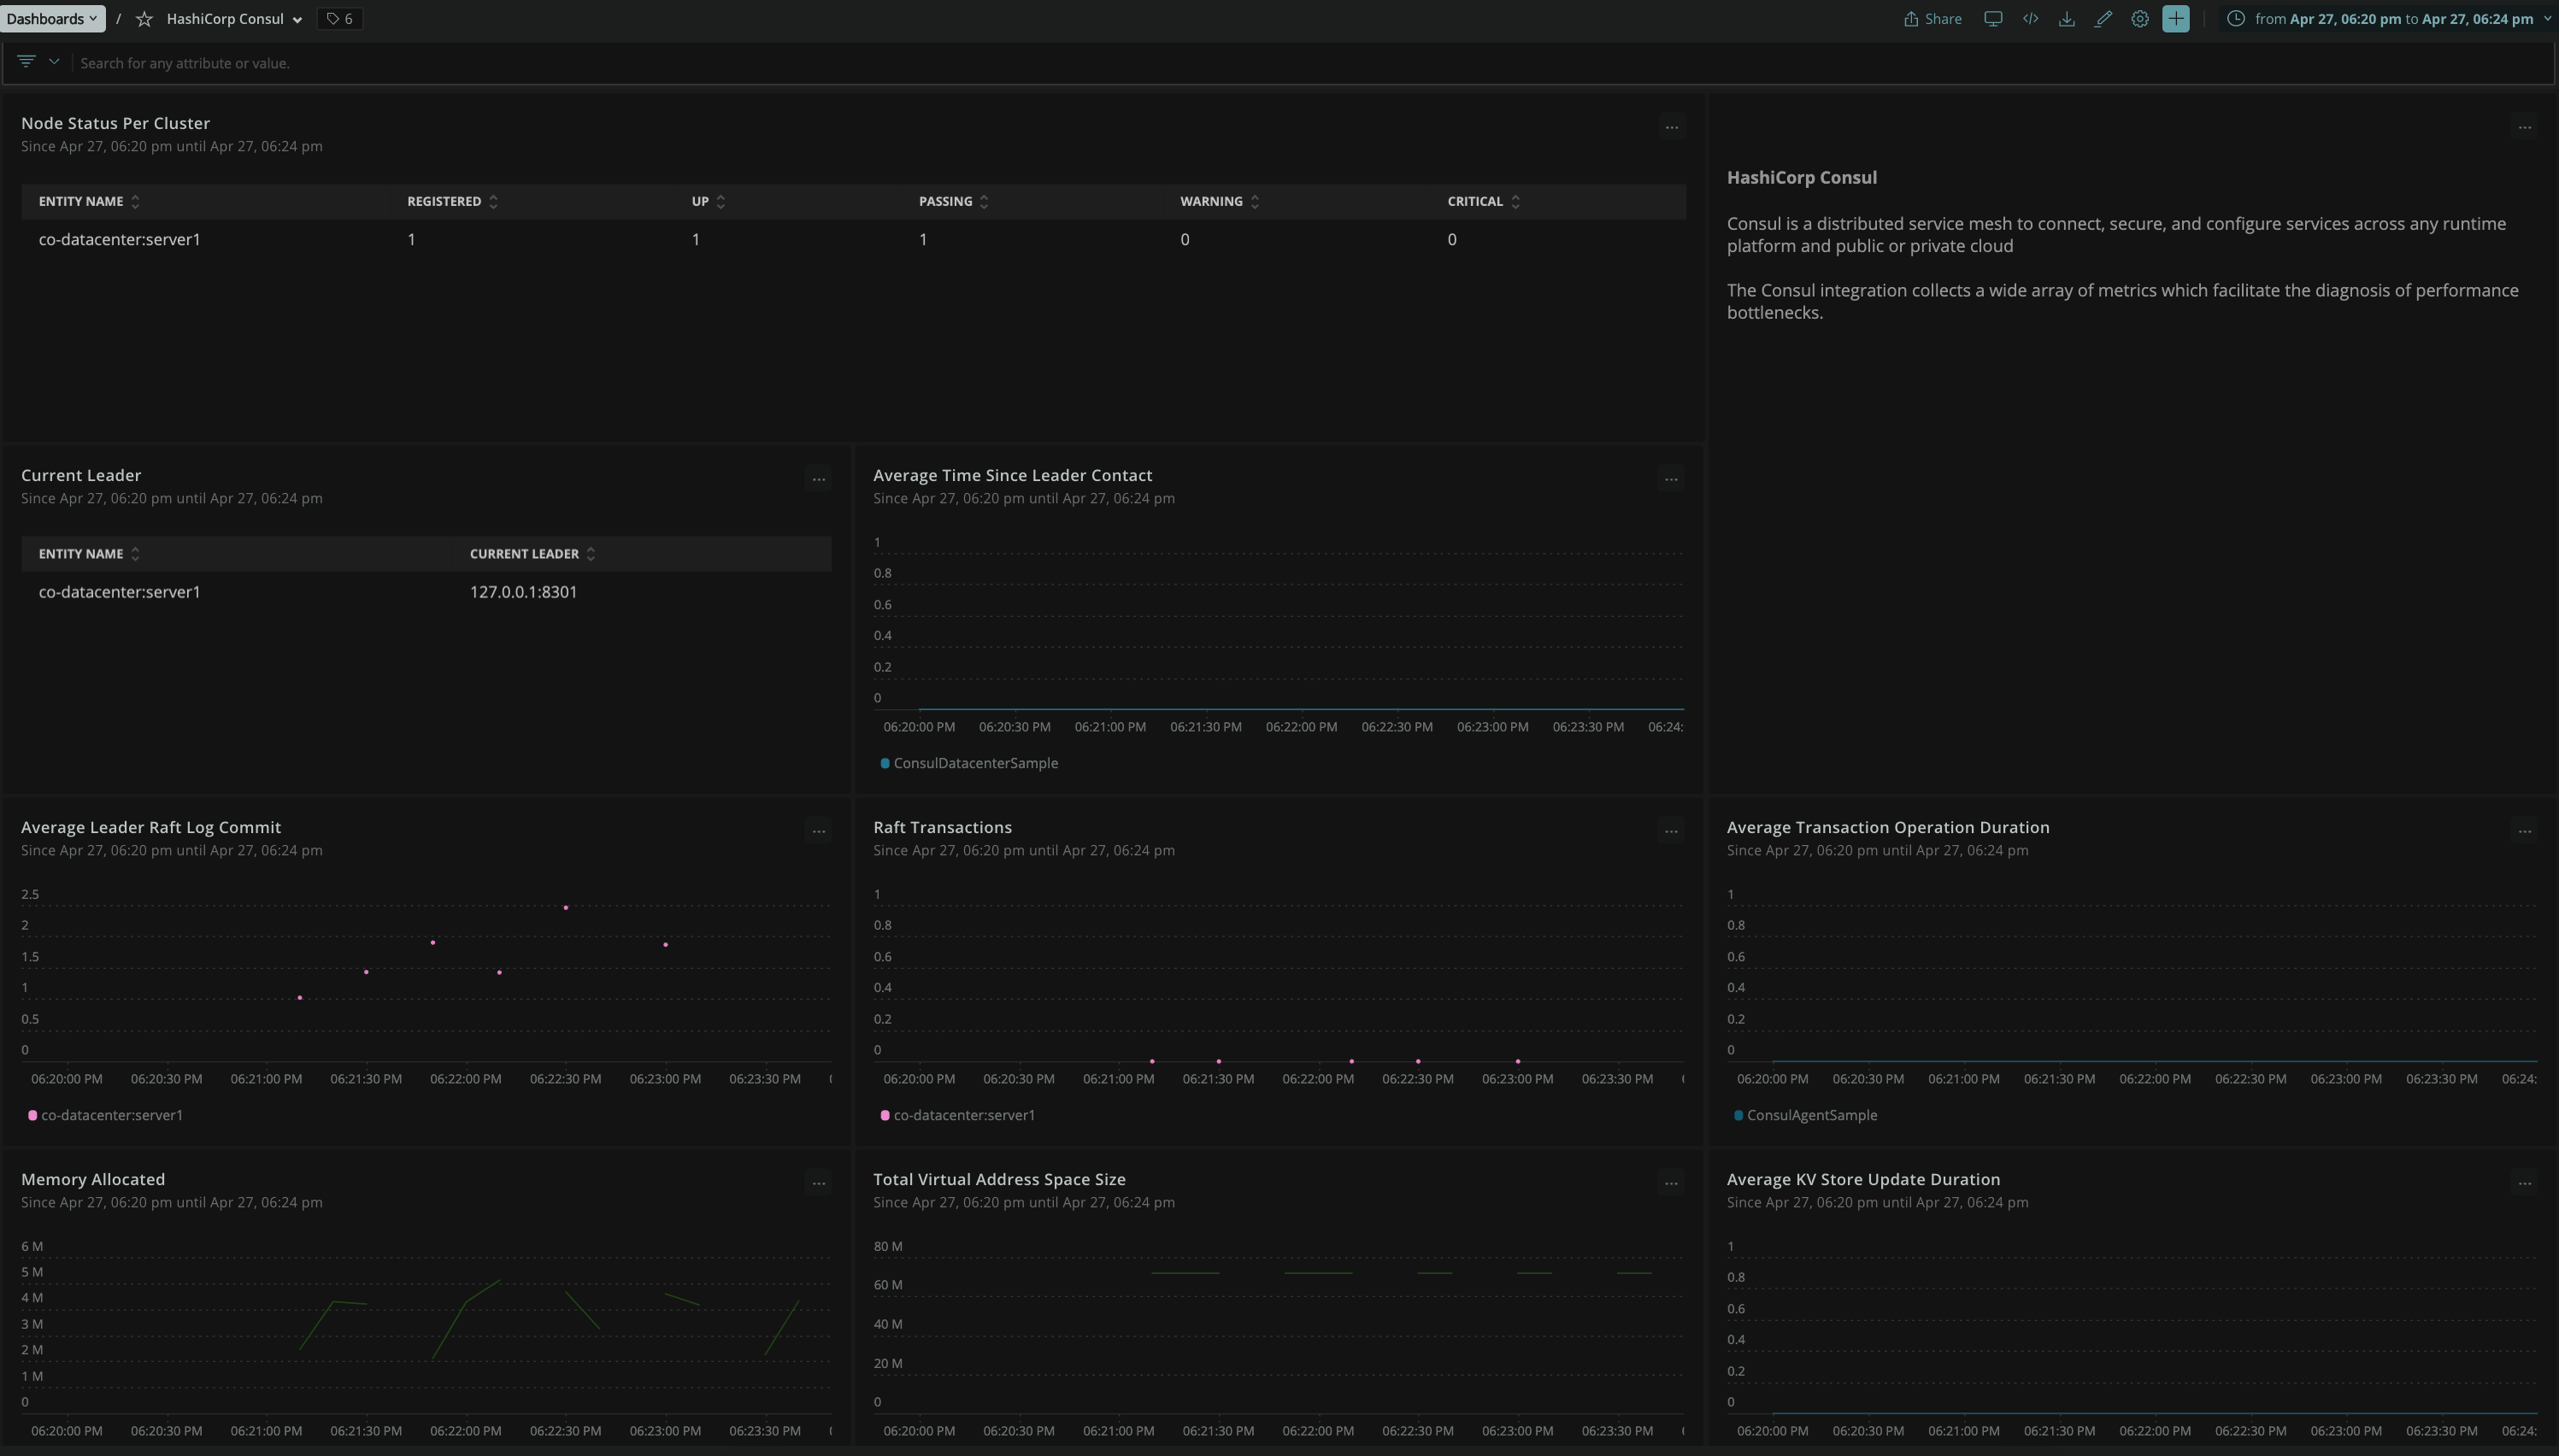 Dashboards / HashiCorp Consul 6 Share from Apr 27, 06:20 pm to Apr 27, 06:24 pm
Search for any attribute or value.
Node Status Per Cluster
Since Apr 27, 06:20 pm until Apr 27, 06:24 pm
ENTITY NAME REGISTERED UP PASSING WARNING CRITICAL
co-datacenter:server1 1 1 1 0 0
HashiCorp Consul
Consul is a distributed service mesh to connect, secure, and configure services across any runtime
platform and public or private cloud
The Consul integration collects a wide array of metrics which facilitate the diagnosis of performance
bottlenecks.
Current Leader
Since Apr 27, 06:20 pm until Apr 27, 06:24 pm
ENTITY NAME CURRENT LEADER
co-datacenter:server1 127.0.0.1:8301
Average Time Since Leader Contact
Since Apr 27, 06:20 pm until Apr 27, 06:24 pm
1
0.8
0.6
0.4
0.2
0
06:20:00 PM 06:20:30 PM 06:21:00 PM 06:21:30 PM 06:22:00 PM 06:22:30 PM 06:23:00 PM 06:23:30 PM 06:24:
ConsulDatacenterSample
Average Leader Raft Log Commit
Since Apr 27, 06:20 pm until Apr 27, 06:24 pm
2.5
2
1.5
1
0.5
0
06:20:00 PM 06:20:30 PM 06:21:00 PM 06:21:30 PM 06:22:00 PM 06:22:30 PM 06:23:00 PM 06:23:30 PM
co-datacenter:server1
Raft Transactions
Since Apr 27, 06:20 pm until Apr 27, 06:24 pm
1
0.8
0.6
0.4
0.2
0
06:20:00 PM 06:20:30 PM 06:21:00 PM 06:21:30 PM 06:22:00 PM 06:22:30 PM 06:23:00 PM 06:23:30 PM
co-datacenter:server1
Average Transaction Operation Duration
Since Apr 27, 06:20 pm until Apr 27, 06:24 pm
1
0.8
0.6
0.4
0.2
0
06:20:00 PM 06:20:30 PM 06:21:00 PM 06:21:30 PM 06:22:00 PM 06:22:30 PM 06:23:00 PM 06:23:30 PM 06:24:
ConsulAgentSample
Memory Allocated
Since Apr 27, 06:20 pm until Apr 27, 06:24 pm
6 M
5 M
4 M
3 M
2 M
1 M
0
06:20:00 PM 06:20:30 PM 06:21:00 PM 06:21:30 PM 06:22:00 PM 06:22:30 PM 06:23:00 PM 06:23:30 PM
Total Virtual Address Space Size
Since Apr 27, 06:20 pm until Apr 27, 06:24 pm
80 M
60 M
40 M
20 M
0
06:20:00 PM 06:20:30 PM 06:21:00 PM 06:21:30 PM 06:22:00 PM 06:22:30 PM 06:23:00 PM 06:23:30 PM
Average KV Store Update Duration
Since Apr 27, 06:20 pm until Apr 27, 06:24 pm
1
0.8
0.6
0.4
0.2
0
06:20:00 PM 06:20:30 PM 06:21:00 PM 06:21:30 PM 06:22:00 PM 06:22:30 PM 06:23:00 PM 06:23:30 PM 06:24: